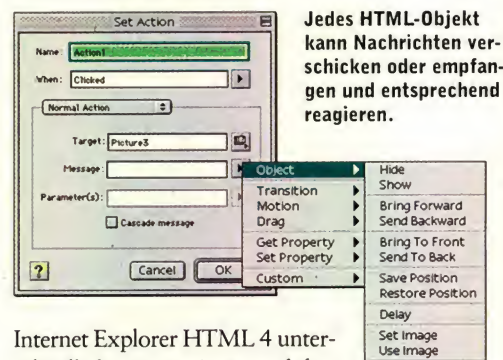 Set Action
Name: Action1
When: Clicked
Normal Action
Target: Picture3
Message:
Parameter(s):
Cascade message
?
Cancel
OK
Object
Transition
Motion
Drag
Get Property
Set Property
Custom
Hide
Show
Bring Forward
Send Backward
Bring To Front
Send To Back
Save Position
Restore Position
Delay
Set Image
Use Image
Jedes HTML-Objekt
kann Nachrichten ver-
schicken oder empfan-
gen und entsprechend
reagieren.
Internet Explorer HTML 4 unter-